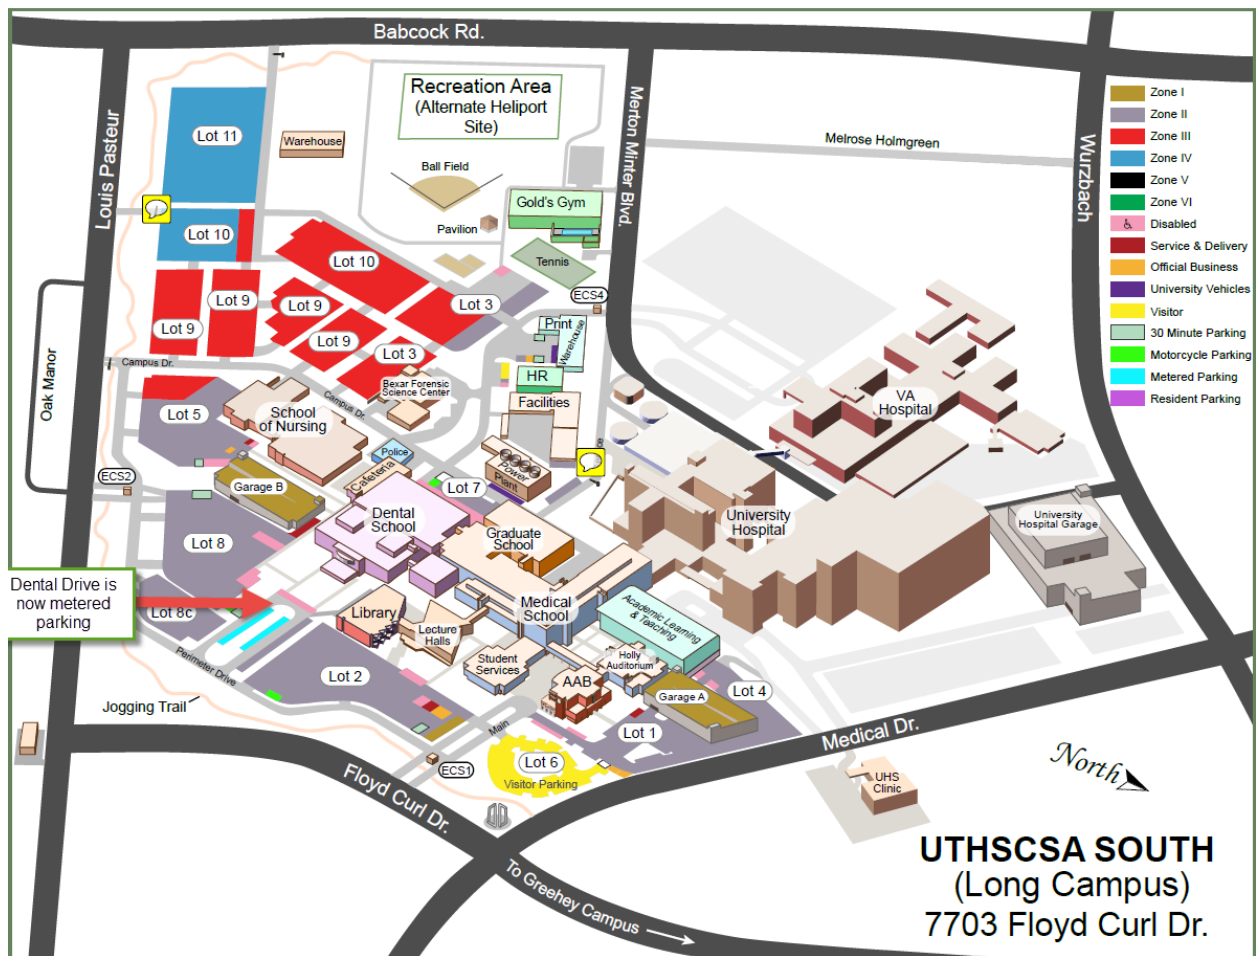 Babcock Rd.
Recreation Area
(Alternate Heliport
Site)
Merton Minter Blvd.
Melrose Holmgreen
Wurzbach
Louis Pasteur
Lot 11
Warehouse
Ball Field
Pavilion
Gold's Gym
Tennis
ECS4
Lot 10
Lot 10
Lot 9
Lot 9
Lot 9
Lot 9
Lot 3
Lot 3
Print
Warehouse
HR
Facilities
Bexar Forensic
Science Center
Campus Dr.
Campus Dr.
Oak Manor
Lot 5
School
of Nursing
Police
Cafeteria
Power
Plant
Lot 7
ECS2
Garage B
Lot 8
Dental
School
Graduate
School
Medical
School
University
Hospital
VA
Hospital
University
Hospital Garage
Dental Drive is
now metered
parking
Lot 8c
Library
Lecture
Halls
Academic Learning
& Teaching
Holly
Auditorium
Student
Services
AAB
Garage A
Lot 4
Lot 2
Lot 1
Perimeter Drive
Jogging Trail
Main
ECS1
Lot 6
Visitor Parking
Floyd Curl Dr.
Medical Dr.
UHS
Clinic
North
To Greehey Campus
Zone I
Zone II
Zone III
Zone IV
Zone V
Zone VI
Disabled
Service & Delivery
Official Business
University Vehicles
Visitor
30 Minute Parking
Motorcycle Parking
Metered Parking
Resident Parking
UTHSCSA SOUTH
(Long Campus)
7703 Floyd Curl Dr.